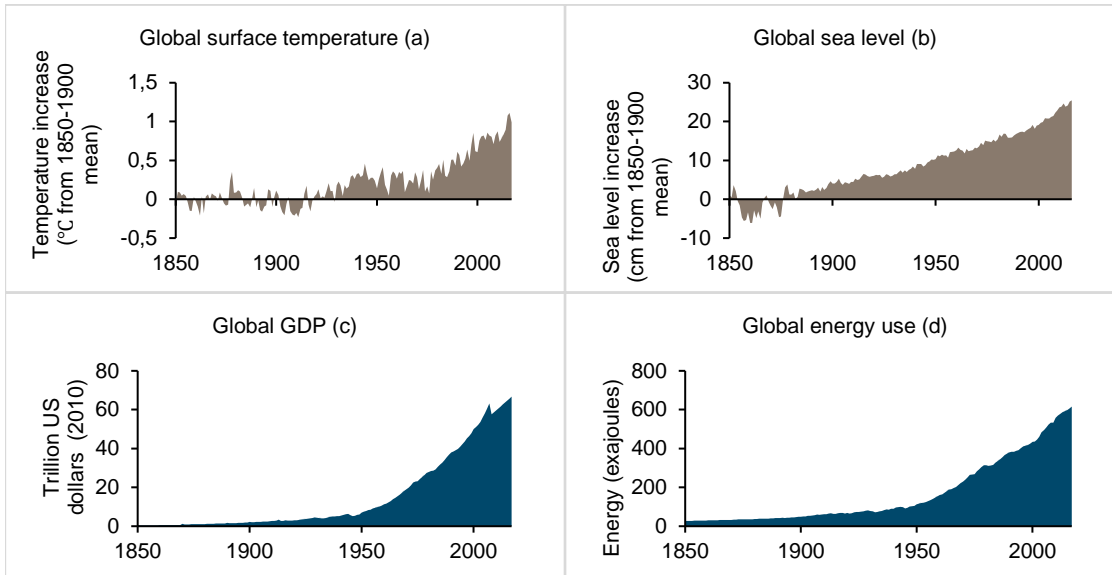 Global surface temperature (a)
Temperature increase
(℃ from 1850-1900
mean)
1,5
1
0,5
0
-0,5
1850 1900 1950 2000
Global sea level (b)
Sea level increase
(cm from 1850-1900
mean)
30
20
10
0
-10
1850 1900 1950 2000
Global GDP (c)
Trillion US
dollars (2010)
80
60
40
20
0
1850 1900 1950 2000
Global energy use (d)
Energy (exajoules)
800
600
400
200
0
1850 1900 1950 2000